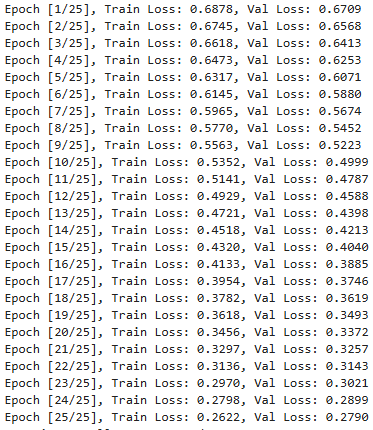 Epoch [1/25], Train Loss: 0.6878, Val Loss: 0.6709
Epoch [2/25], Train Loss: 0.6745, Val Loss: 0.6568
Epoch [3/25], Train Loss: 0.6618, Val Loss: 0.6413
Epoch [4/25], Train Loss: 0.6473, Val Loss: 0.6253
Epoch [5/25], Train Loss: 0.6317, Val Loss: 0.6071
Epoch [6/25], Train Loss: 0.6145, Val Loss: 0.5880
Epoch [7/25], Train Loss: 0.5965, Val Loss: 0.5674
Epoch [8/25], Train Loss: 0.5770, Val Loss: 0.5452
Epoch [9/25], Train Loss: 0.5563, Val Loss: 0.5223
Epoch [10/25], Train Loss: 0.5352, Val Loss: 0.4999
Epoch [11/25], Train Loss: 0.5141, Val Loss: 0.4787
Epoch [12/25], Train Loss: 0.4929, Val Loss: 0.4588
Epoch [13/25], Train Loss: 0.4721, Val Loss: 0.4398
Epoch [14/25], Train Loss: 0.4518, Val Loss: 0.4213
Epoch [15/25], Train Loss: 0.4320, Val Loss: 0.4040
Epoch [16/25], Train Loss: 0.4133, Val Loss: 0.3885
Epoch [17/25], Train Loss: 0.3954, Val Loss: 0.3746
Epoch [18/25], Train Loss: 0.3782, Val Loss: 0.3619
Epoch [19/25], Train Loss: 0.3618, Val Loss: 0.3493
Epoch [20/25], Train Loss: 0.3456, Val Loss: 0.3372
Epoch [21/25], Train Loss: 0.3297, Val Loss: 0.3257
Epoch [22/25], Train Loss: 0.3136, Val Loss: 0.3143
Epoch [23/25], Train Loss: 0.2970, Val Loss: 0.3021
Epoch [24/25], Train Loss: 0.2798, Val Loss: 0.2899
Epoch [25/25], Train Loss: 0.2622, Val Loss: 0.2790